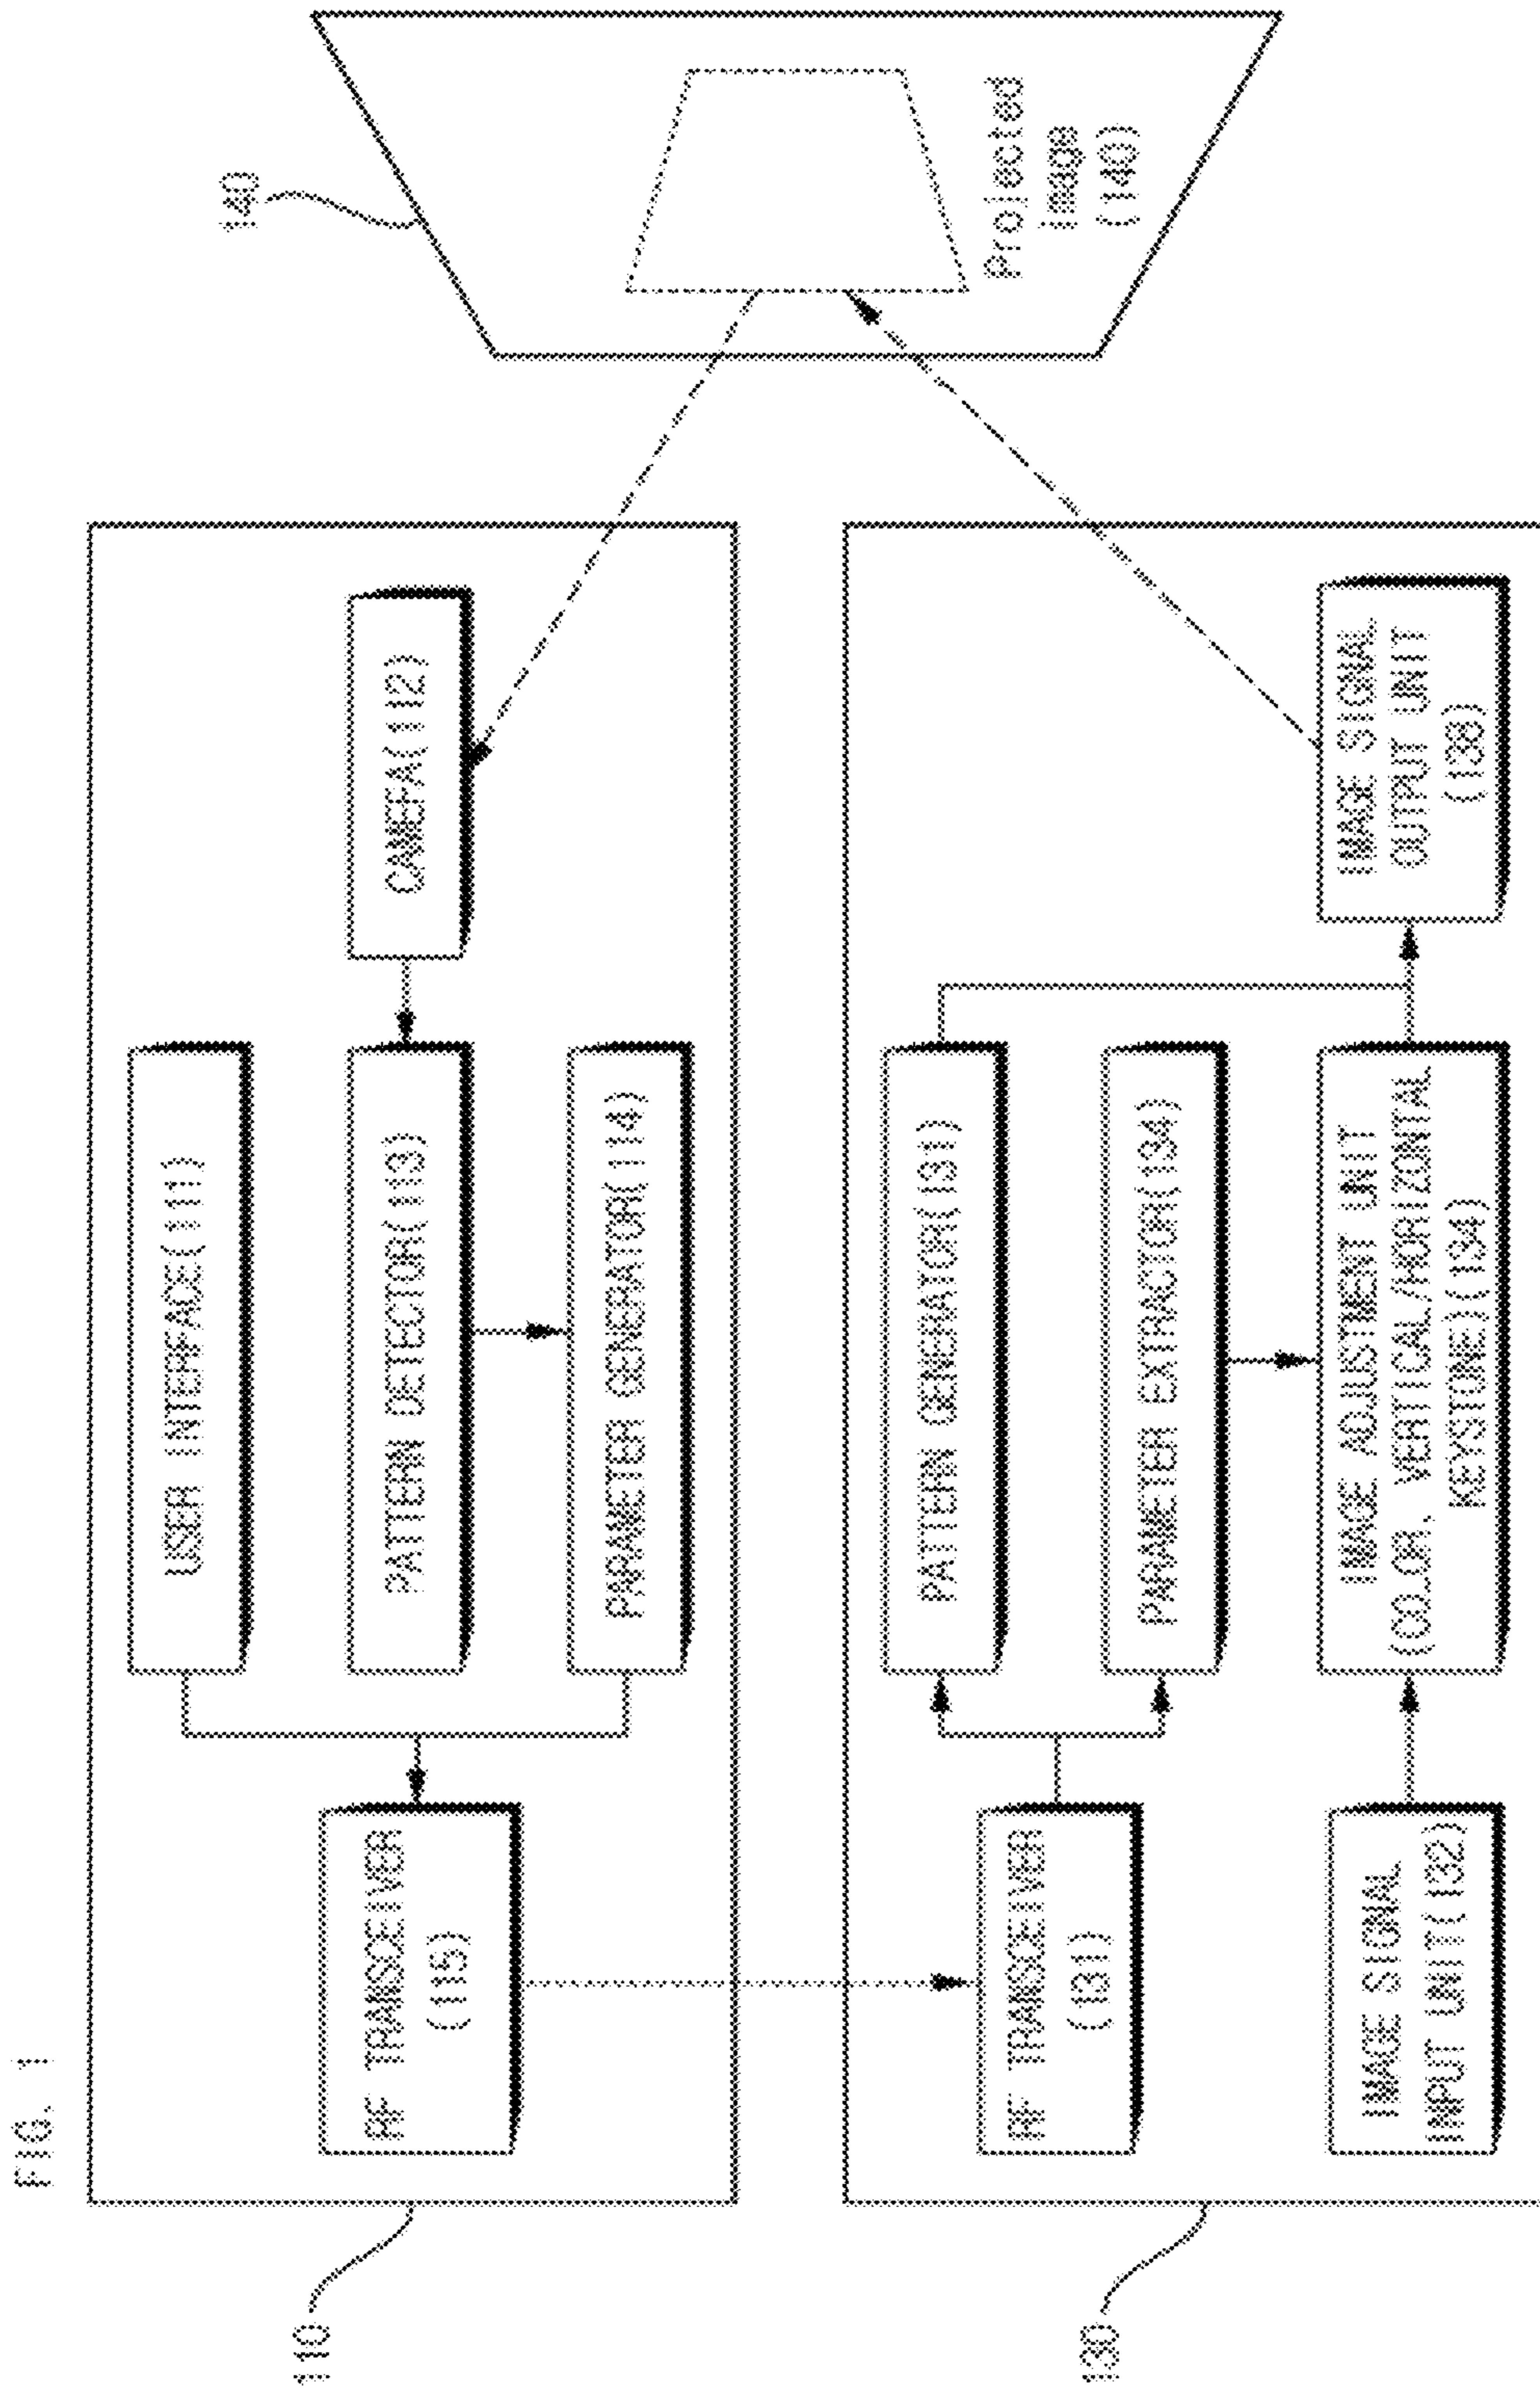 FIG. 1
110
RF TRANSCEIVER
(115)
USER INTERFACE(111)
PATTERN DETECTOR(113)
PARAMETER GENERATOR(114)
CAMEFA(112)
140
Projected
Image
(140)
130
RF TRANSCEIVER
(131)
IMAGE SIGNAL
INPUT UNIT(132)
PATTERN GENERATOR(131)
PARAMETER EXTRACTOR(134)
IMAGE ADJUSTMENT UNIT
(COLOR, VERTICAL/HORIZONTAL
KEYSTONE)(134)
IMAGE SIGNAL
OUTPUT UNIT
(138)